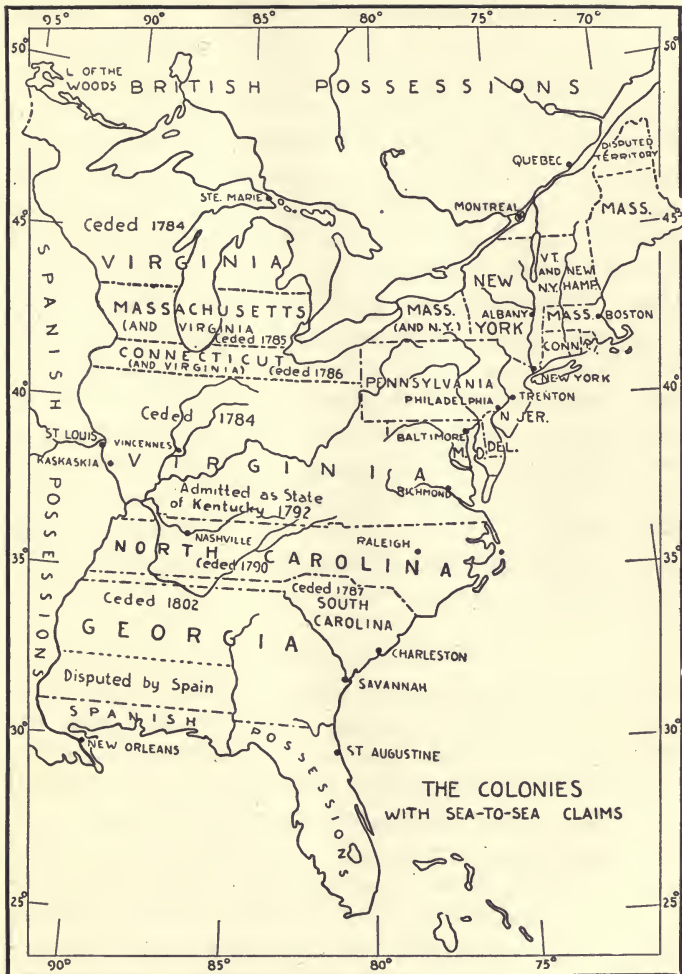 95° 90° 85° 80° 75° 70°
50° 50°
L OF THE
WOODS
BRITISH POSSESSIONS
QUEBEC
DISPUTED
TERRITORY
STE. MARIE
MONTREAL
MASS.
45° 45°
Ceded 1784
VIRGINIA
VT.
AND
N.Y.
NEW
HAMP.
NEW
YORK
ALBANY
MASSACHUSETTS
(AND VIRGINIA
Ceded 1785
MASS.
(AND N.Y.)
MASS.
BOSTON
CONN.
R.I.
CONNECTICUT
(AND VIRGINIA) Ceded 1786
NEW YORK
PENNSYLVANIA
PHILADELPHIA
TRENTON
40° 40°
N JER.
Ceded 1784
ST LOUIS
VINCENNES
KASKASKIA
BALTIMORE
M D.
DEL.
VIRGINIA
RICHMOND
Admitted as State
of Kentucky 1792
NASHVILLE
RALEIGH
35° 35°
NORTH CAROLINA
Ceded 1790
Ceded 1787
SOUTH
CAROLINA
Ceded 1802
GEORGIA
CHARLESTON
SAVANNAH
Disputed by Spain
SPANISH POSSESSIONS
SPANISH
POSSESSIONS
30° 30°
NEW ORLEANS
ST AUGUSTINE
THE COLONIES
WITH SEA-TO-SEA CLAIMS
25° 25°
90° 85° 80° 75°